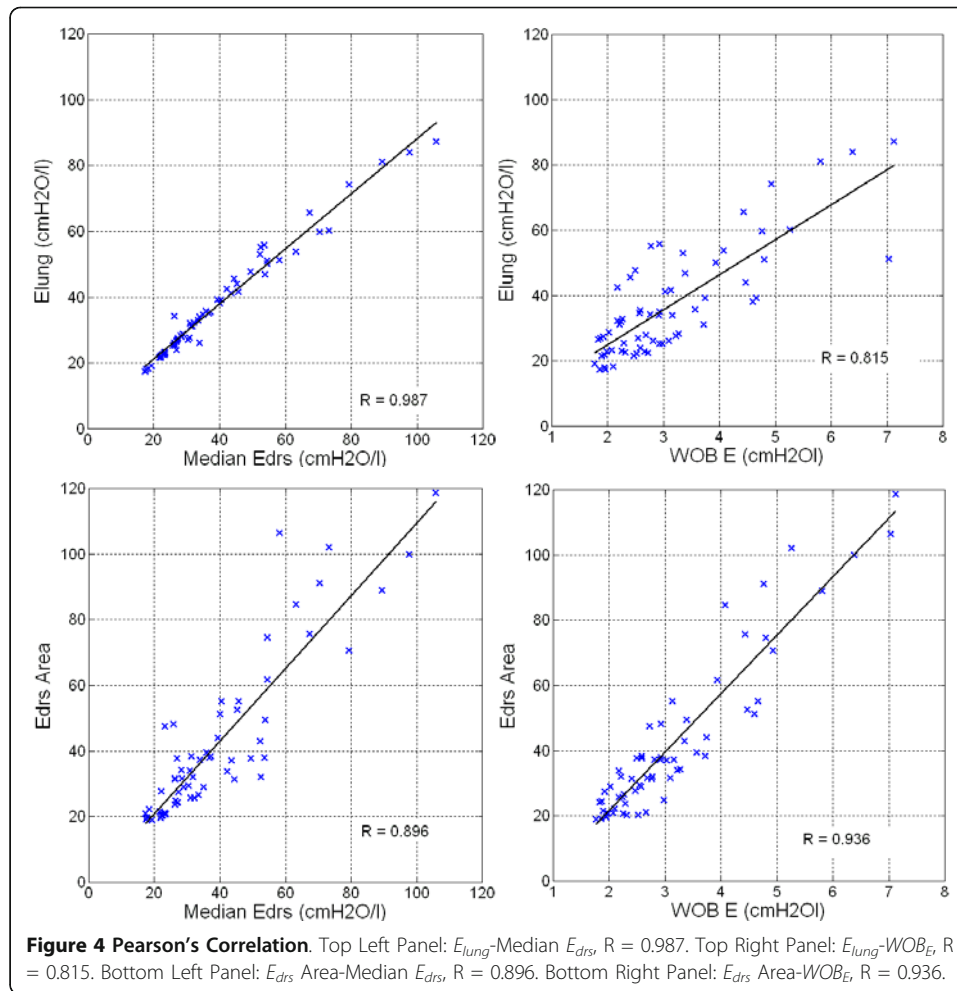 120
100
80
60
40
20
0
Elung (cmH2O/l)
0 20 40 60 80 100 120
Median Edrs (cmH2O/l)
R = 0.987
120
100
80
60
40
20
0
Elung (cmH2O/l)
1 2 3 4 5 6 7 8
WOB E (cmH2Ol)
R = 0.815
120
100
80
60
40
20
0
Edrs Area
0 20 40 60 80 100 120
Median Edrs (cmH2O/l)
R = 0.896
120
100
80
60
40
20
0
Edrs Area
1 2 3 4 5 6 7 8
WOB E (cmH2Ol)
R = 0.936
Figure 4 Pearson's Correlation. Top Left Panel: Elung-Median Edrs, R = 0.987. Top Right Panel: Elung-WOBE, R
= 0.815. Bottom Left Panel: Edrs Area-Median Edrs, R = 0.896. Bottom Right Panel: Edrs Area-WOBE, R = 0.936.